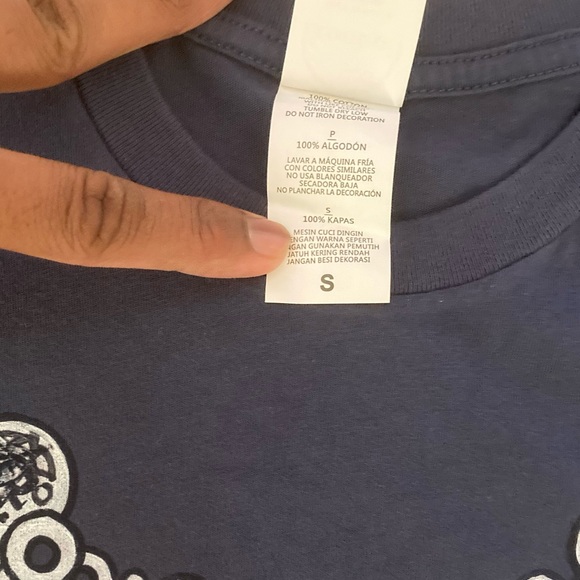 100% COTTON
TUMBLE DRY LOW
DO NOT IRON DECORATION
P
100% ALGODÓN
LAVAR A MÁQUINA FRÍA
CON COLORES SIMILARES
NO USA BLANQUEADOR
SECADORA BAJA
NO PLANCHAR LA DECORACIÓN
S
100% KAPAS
MESIN CUCI DINGIN
ENGAN WARNA SEPERTI
GAN GUNAKAN PEMUTIH
JATUH KERING RENDAH
JANGAN BESI DEKORASI
S